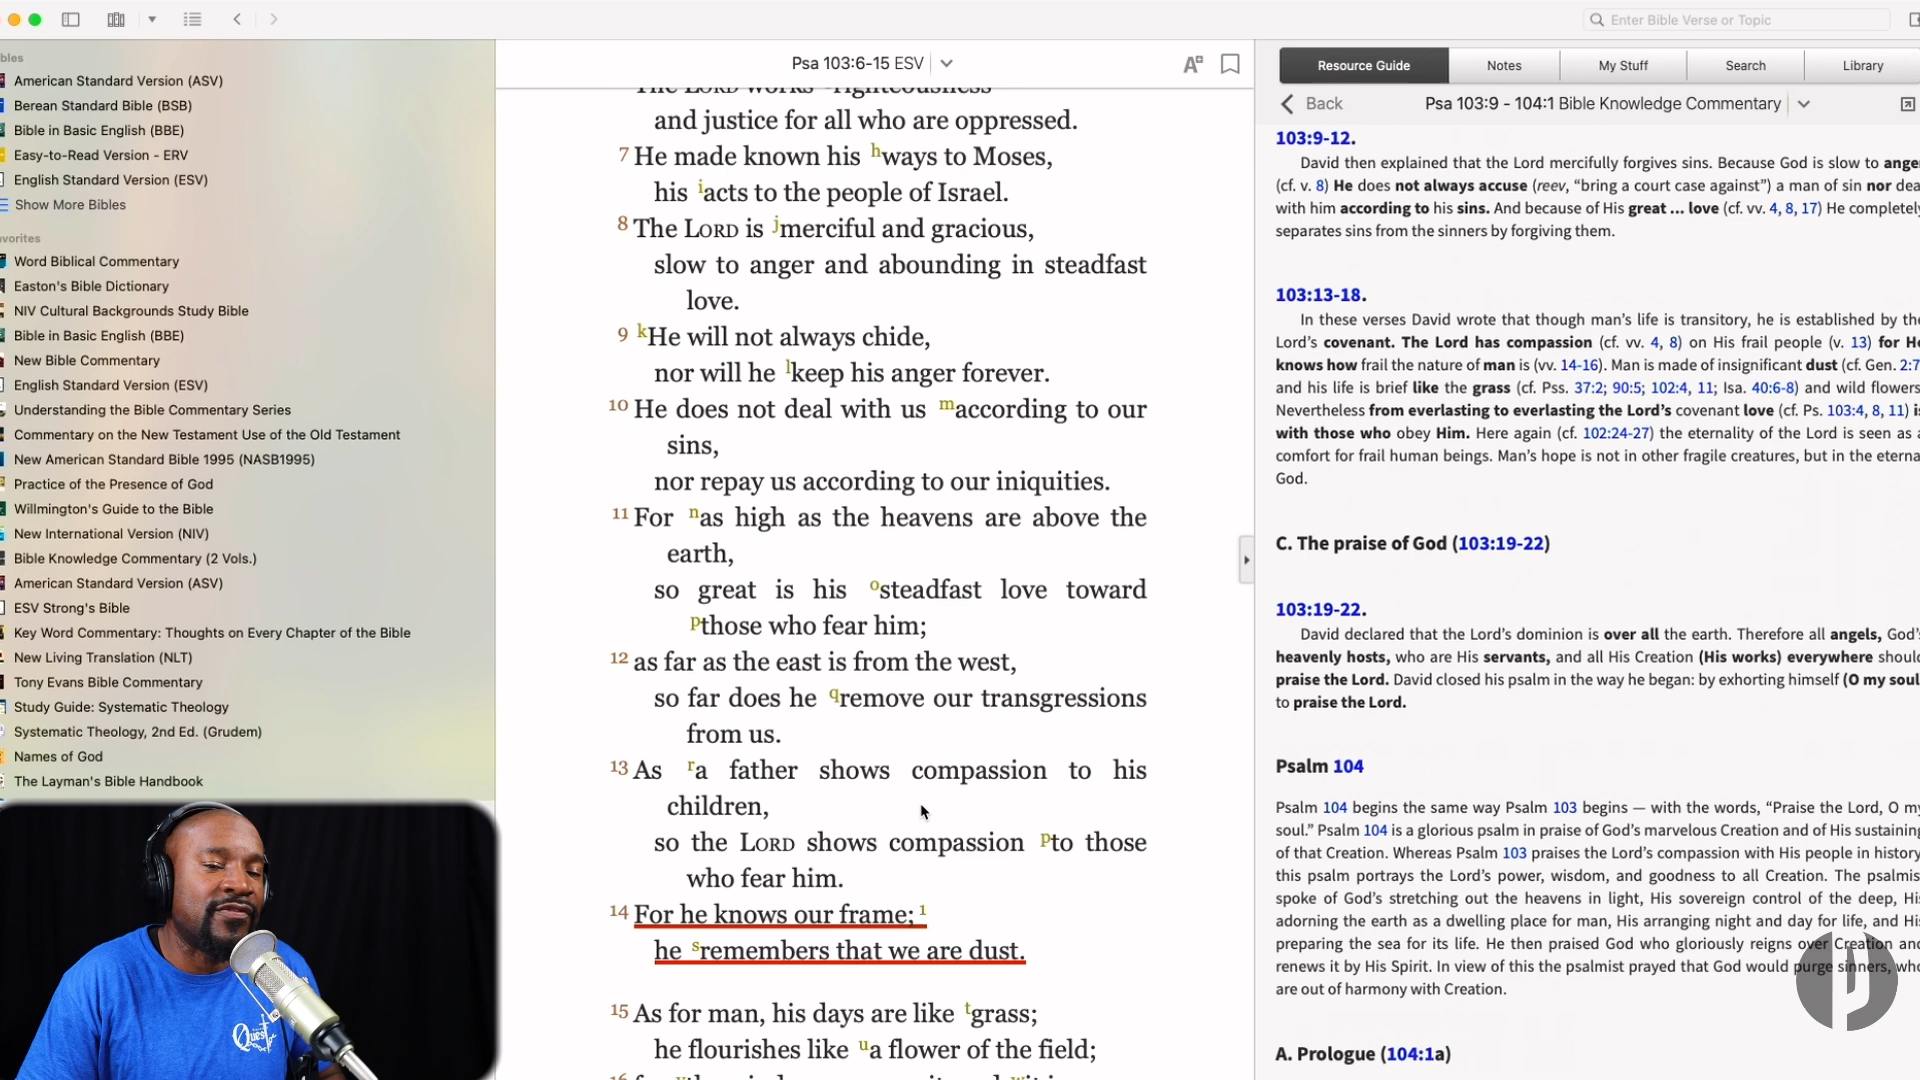 Enter Bible Verse or Topic
bles
American Standard Version (ASV)
Berean Standard Bible (BSB)
Bible in Basic English (BBE)
Easy-to-Read Version - ERV
English Standard Version (ESV)
Show More Bibles
avorites
Word Biblical Commentary
Easton's Bible Dictionary
NIV Cultural Backgrounds Study Bible
Bible in Basic English (BBE)
New Bible Commentary
English Standard Version (ESV)
Understanding the Bible Commentary Series
Commentary on the New Testament Use of the Old Testament
New American Standard Bible 1995 (NASB1995)
Practice of the Presence of God
Willmington's Guide to the Bible
New International Version (NIV)
Bible Knowledge Commentary (2 Vols.)
American Standard Version (ASV)
ESV Strong's Bible
Key Word Commentary: Thoughts on Every Chapter of the Bible
New Living Translation (NLT)
Tony Evans Bible Commentary
Study Guide: Systematic Theology
Systematic Theology, 2nd Ed. (Grudem)
Names of God
The Layman's Bible Handbook
Quest
Psa 103:6-15 ESV
The LORD works righteousness
and justice for all who are oppressed.
7 He made known his h ways to Moses,
his i acts to the people of Israel.
8 The LORD is j merciful and gracious,
slow to anger and abounding in steadfast
love.
9 k He will not always chide,
nor will he l keep his anger forever.
10 He does not deal with us m according to our
sins,
nor repay us according to our iniquities.
11 For n as high as the heavens are above the
earth,
so great is his o steadfast love toward
p those who fear him;
12 as far as the east is from the west,
so far does he q remove our transgressions
from us.
13 As r a father shows compassion to his
children,
so the LORD shows compassion p to those
who fear him.
14 For he knows our frame; 1
he s remembers that we are dust.
15 As for man, his days are like t grass;
he flourishes like u a flower of the field;
Resource Guide
Notes
My Stuff
Search
Library
Back
Psa 103:9 - 104:1 Bible Knowledge Commentary
103:9-12.
David then explained that the Lord mercifully forgives sins. Because God is slow to anger
(cf. v. 8) He does not always accuse (reev, “bring a court case against”) a man of sin nor dea
with him according to his sins. And because of His great ... love (cf. vv. 4, 8, 17) He completely
separates sins from the sinners by forgiving them.
103:13-18.
In these verses David wrote that though man’s life is transitory, he is established by the
Lord’s covenant. The Lord has compassion (cf. vv. 4, 8) on His frail people (v. 13) for He
knows how frail the nature of man is (vv. 14-16). Man is made of insignificant dust (cf. Gen. 2:7
and his life is brief like the grass (cf. Pss. 37:2; 90:5; 102:4, 11; Isa. 40:6-8) and wild flowers
Nevertheless from everlasting to everlasting the Lord’s covenant love (cf. Ps. 103:4, 8, 11) is
with those who obey Him. Here again (cf. 102:24-27) the eternality of the Lord is seen as a
comfort for frail human beings. Man’s hope is not in other fragile creatures, but in the eterna
God.
C. The praise of God (103:19-22)
103:19-22.
David declared that the Lord’s dominion is over all the earth. Therefore all angels, God’s
heavenly hosts, who are His servants, and all His Creation (His works) everywhere should
praise the Lord. David closed his psalm in the way he began: by exhorting himself (O my soul
to praise the Lord.
Psalm 104
Psalm 104 begins the same way Psalm 103 begins — with the words, “Praise the Lord, O my
soul.” Psalm 104 is a glorious psalm in praise of God’s marvelous Creation and of His sustaining
of that Creation. Whereas Psalm 103 praises the Lord’s compassion with His people in history
this psalm portrays the Lord’s power, wisdom, and goodness to all Creation. The psalmis
spoke of God’s stretching out the heavens in light, His sovereign control of the deep, His
adorning the earth as a dwelling place for man, His arranging night and day for life, and His
preparing the sea for its life. He then praised God who gloriously reigns over Creation and
renews it by His Spirit. In view of this the psalmist prayed that God would purge sinners, who
are out of harmony with Creation.
A. Prologue (104:1a)